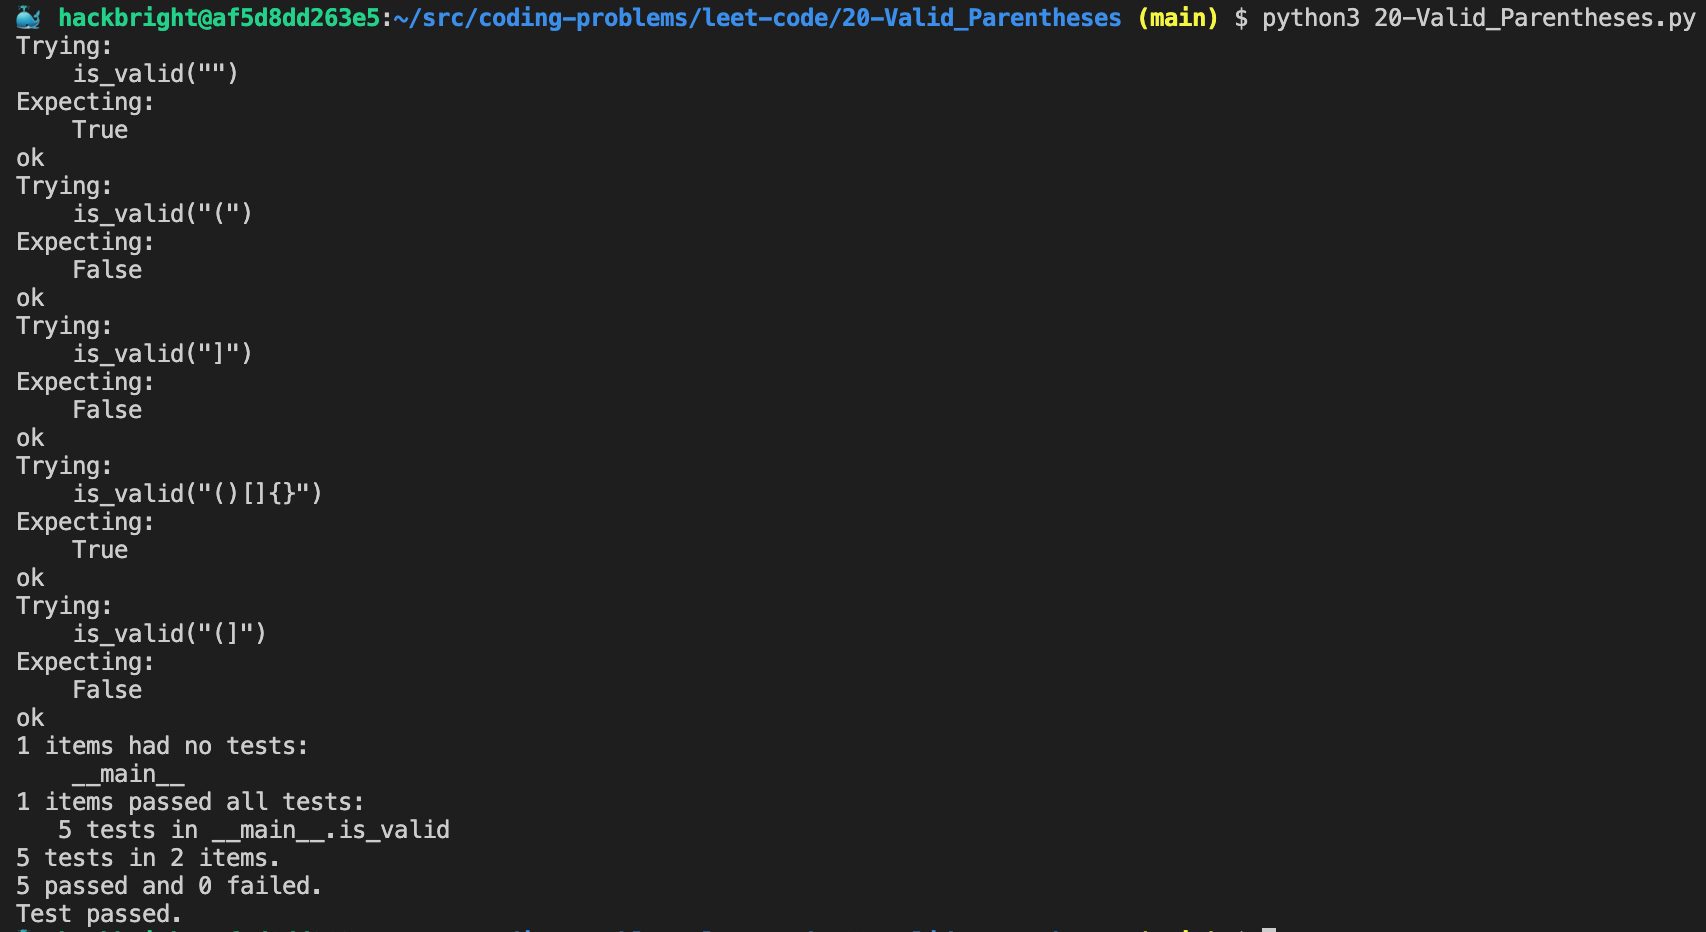 hackbright@af5d8dd263e5:~/src/coding-problems/leet-code/20-Valid_Parentheses (main) $ python3 20-Valid_Parentheses.py
Trying:
    is_valid("")
Expecting:
    True
ok
Trying:
    is_valid("(")
Expecting:
    False
ok
Trying:
    is_valid("]")
Expecting:
    False
ok
Trying:
    is_valid("()[]{}")
Expecting:
    True
ok
Trying:
    is_valid("(]")
Expecting:
    False
ok
1 items had no tests:
    __main__
1 items passed all tests:
   5 tests in __main__.is_valid
5 tests in 2 items.
5 passed and 0 failed.
Test passed.